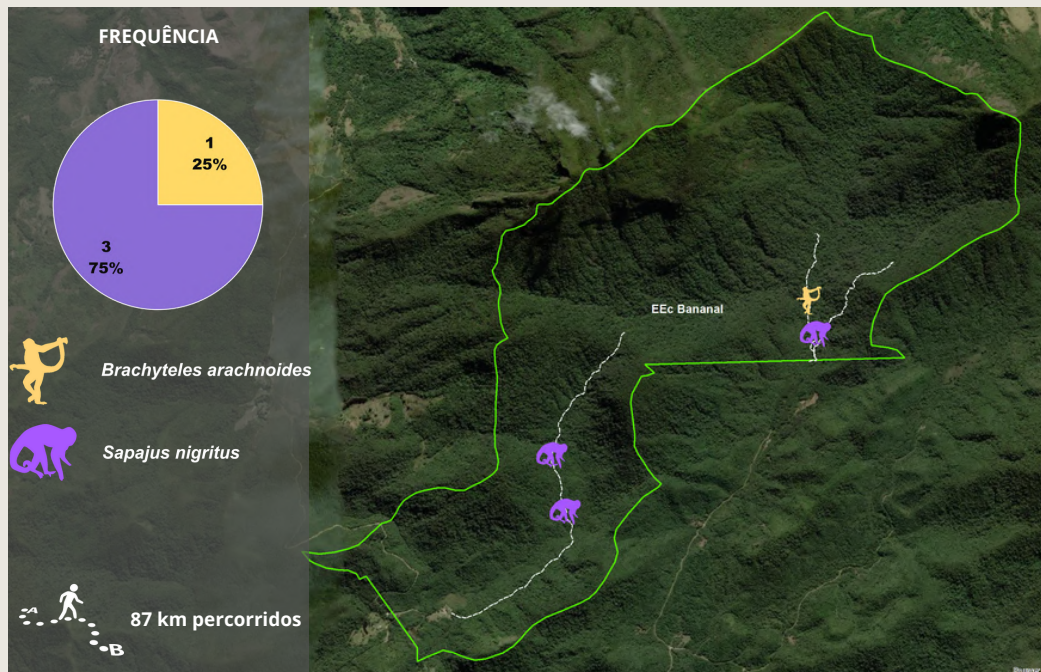 FREQUÊNCIA
1
25%
3
75%
Brachyteles arachnoides
Sapajus nigritus
A
B
87 km percorridos
EEc Bananal